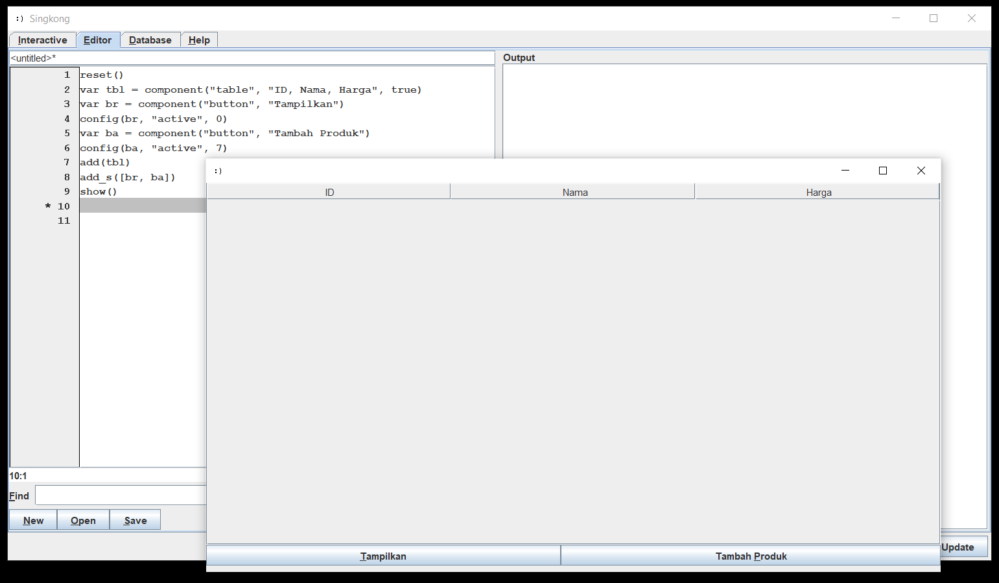 :) Singkong
Interactive Editor Database Help
<untitled>*
Output
1 reset()
2 var tbl = component("table", "ID, Nama, Harga", true)
3 var br = component("button", "Tampilkan")
4 config(br, "active", 0)
5 var ba = component("button", "Tambah Produk")
6 config(ba, "active", 7)
7 add(tbl)
8 add_s([br, ba])
9 show()
* 10
11
:)
ID Nama Harga
Tampilkan Tambah Produk
10:1
Find
New Open Save
Update